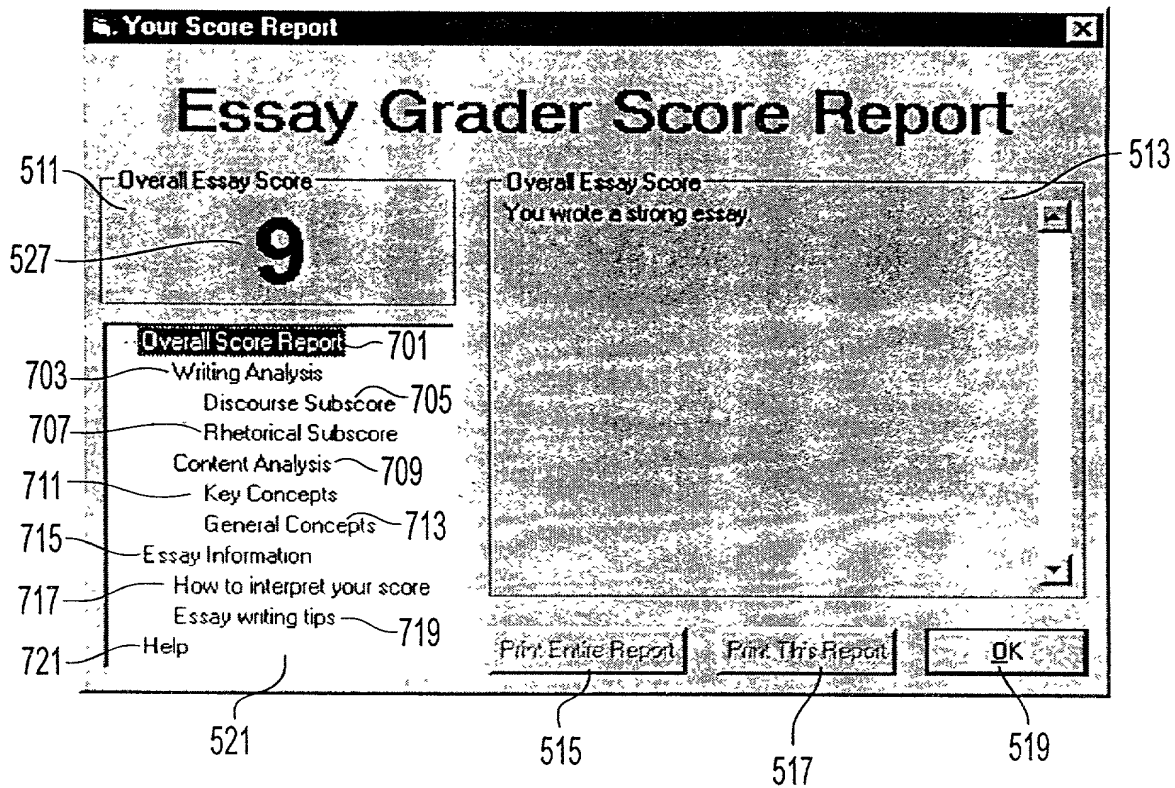 Your Score Report
Essay Grader Score Report
513
511
Overall Essay Score
Overall Essay Score
You wrote a strong essay.
9
527
Overall Score Report 701
703 Writing Analysis
Discourse Subscore 705
707 Rhetorical Subscore
Content Analysis 709
711 Key Concepts
General Concepts 713
715 Essay Information
717 How to interpret your score
Essay writing tips 719
721 Help
Print Entire Report
Print This Report
OK
521
515
517
519